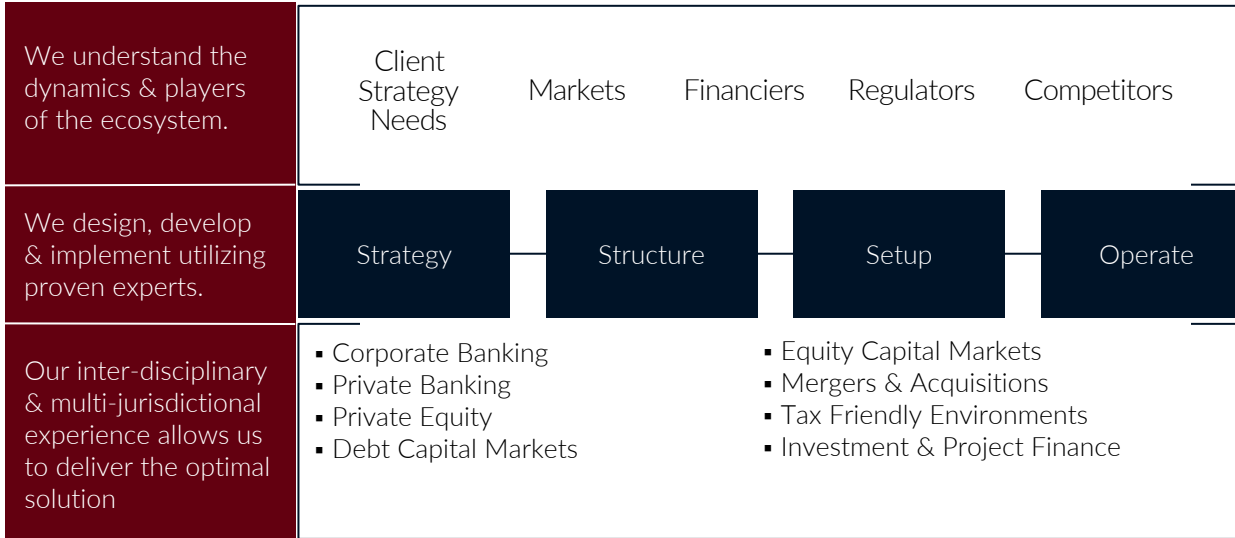 We understand the
dynamics & players
of the ecosystem.
Client
Strategy
Needs
Markets
Financiers
Regulators
Competitors
We design, develop
& implement utilizing
proven experts.
Strategy
Structure
Setup
Operate
Our inter-disciplinary
& multi-jurisdictional
experience allows us
to deliver the optimal
solution
▪ Corporate Banking
▪ Private Banking
▪ Private Equity
▪ Debt Capital Markets
▪ Equity Capital Markets
▪ Mergers & Acquisitions
▪ Tax Friendly Environments
▪ Investment & Project Finance